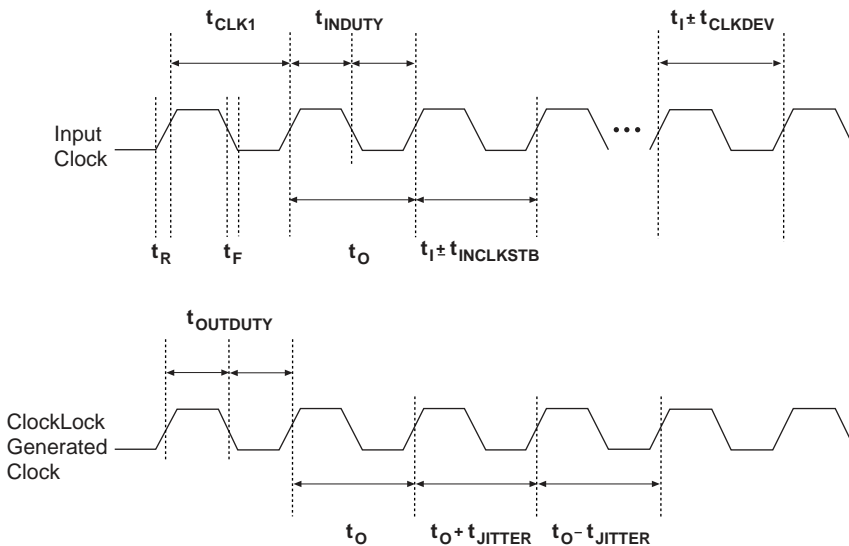 tCLK1
tINDUTY
tI ± tCLKDEV
Input
Clock
tR
tF
tO
tI ± tINCLKSTB
tOUTDUTY
ClockLock
Generated
Clock
tO
tO + tJITTER
tO – tJITTER